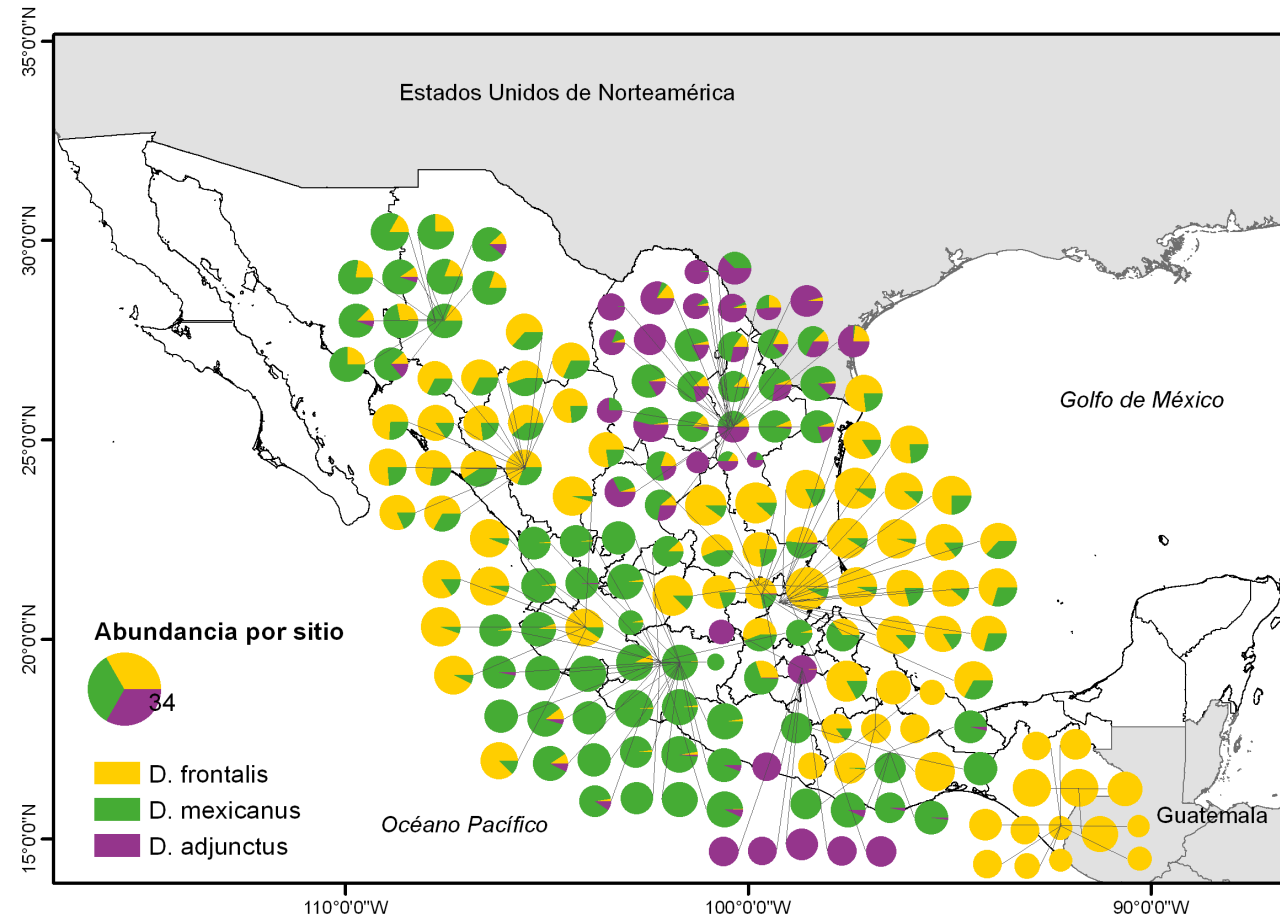 35°0'0"N
Estados Unidos de Norteamérica
30°0'0"N
Golfo de México
25°0'0"N
20°0'0"N
Abundancia por sitio
34
D. frontalis
D. mexicanus
D. adjunctus
Océano Pacífico
Guatemala
15°0'0"N
110°0'0"W
100°0'0"W
90°0'0"W